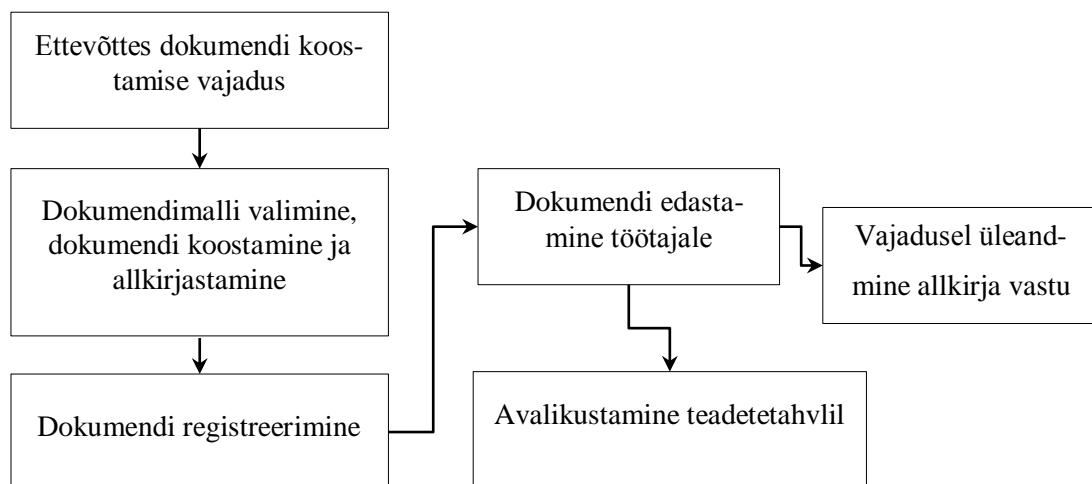 Ettevõttes dokumendi koos-
tamise vajadus
Dokumendimalli valimine,
dokumendi koostamine ja
allkirjastamine
Dokumendi registreerimine
Dokumendi edasta-
mine töötajale
Vajadusel üleand-
mine allkirja vastu
Avalikustamine teadetetahvlil